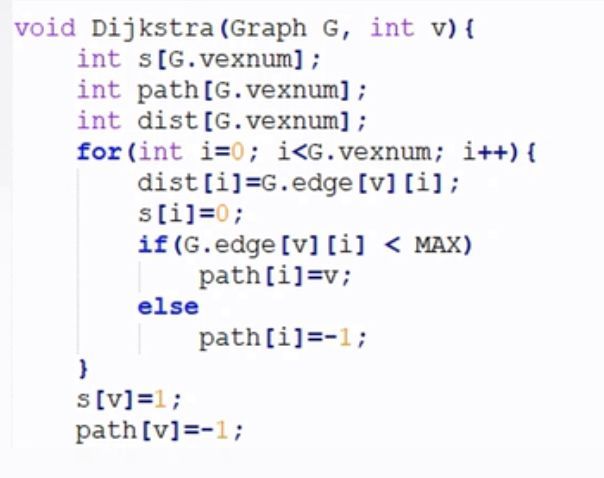 void Dijkstra(Graph G, int v){
    int s[G.vexnum];
    int path[G.vexnum];
    int dist[G.vexnum];
    for(int i=0; i<G.vexnum; i++){
        dist[i]=G.edge[v][i];
        s[i]=0;
        if(G.edge[v][i] < MAX)
            path[i]=v;
        else
            path[i]=-1;
    }
    s[v]=1;
    path[v]=-1;